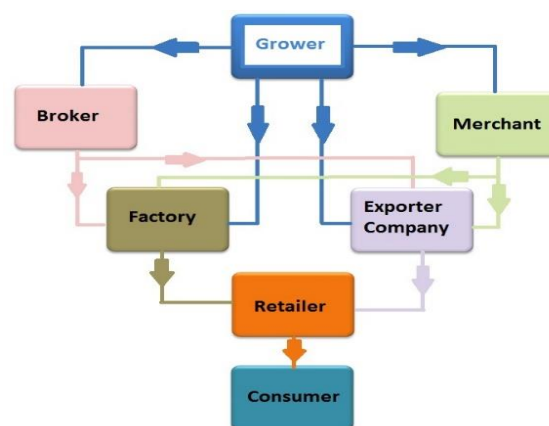 Grower
Broker
Merchant
Factory
Exporter
Company
Retailer
Consumer